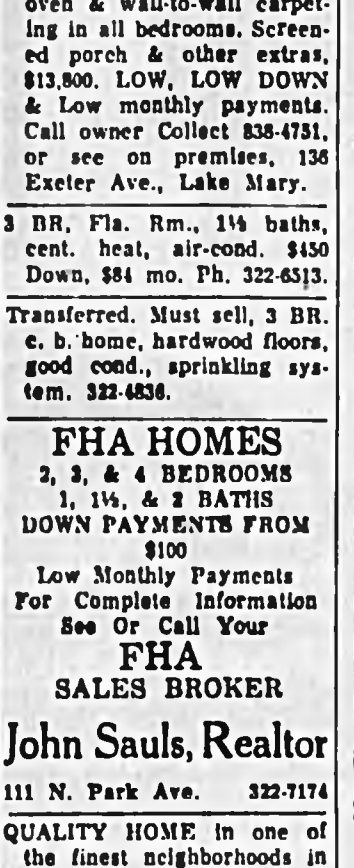 oven & wall-to-wall carpet-
ing in all bedrooms. Screen-
ed porch & other extras,
$13,800. LOW, LOW DOWN
& Low monthly payments.
Call owner Collect 838-4751,
or see on premises, 136
Exeter Ave., Lake Mary.
3 BR, Fla. Rm., 1½ baths,
cent. heat, air-cond. $450
Down, $84 mo. Ph. 322-6513.
Transferred. Must sell, 3 BR.
c. b. home, hardwood floors,
good cond., sprinkling sys-
tem. 322-4836.
FHA HOMES
2, 3, & 4 BEDROOMS
1, 1½, & 2 BATHS
DOWN PAYMENTS FROM
$100
Low Monthly Payments
For Complete Information
See Or Call Your
FHA
SALES BROKER
John Sauls, Realtor
111 N. Park Ave. 322-7174
QUALITY HOME in one of
the finest neighborhoods in